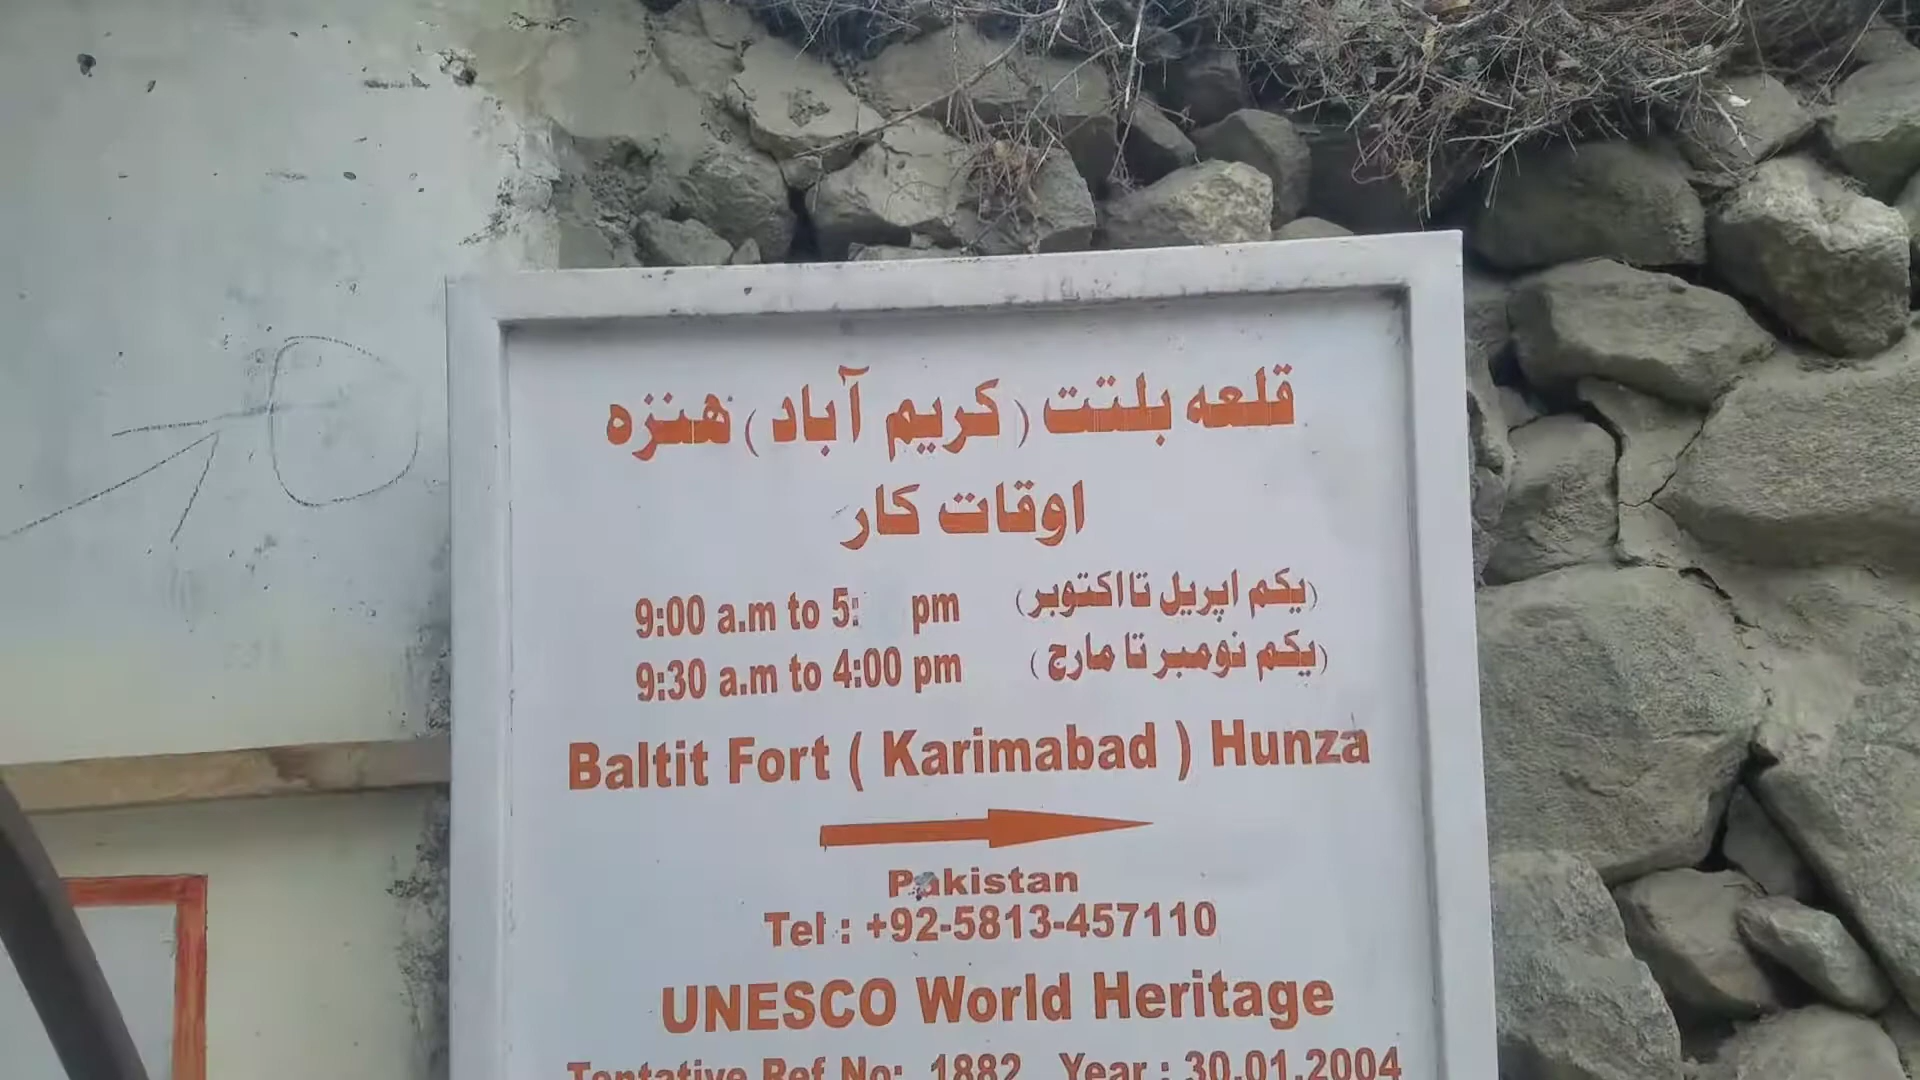 قلعہ بلتت (کریم آباد) هنزہ
اوقات کار
9:00 a.m to 5: pm (یکم اپریل تا اکتوبر)
9:30 a.m to 4:00 pm (یکم نومبر تا مارچ)
Baltit Fort ( Karimabad ) Hunza
Pakistan
Tel : +92-5813-457110
UNESCO World Heritage
Tentative Ref No: 1882 Year : 30.01.2004